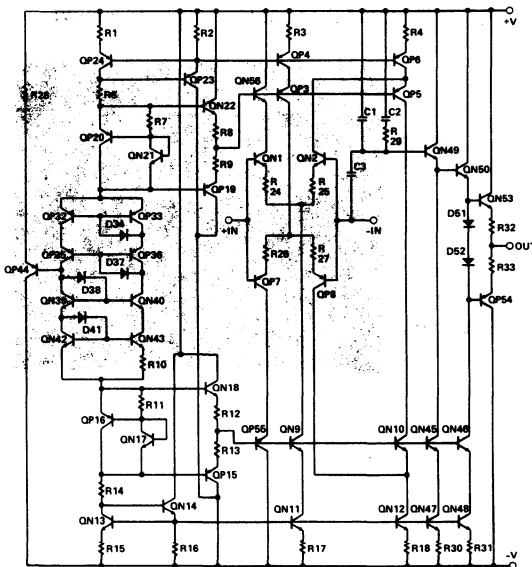 R1
R2
R3
R4
+V
QP24
QP4
QP6
QP23
QP3
QP5
R28
R6
QN56
QN22
R7
R8
C1
C2
QP20
QN21
R9
R
29
QN49
QN1
QN2
C3
QN50
QP19
R
24
R
25
QN53
QP32
QP33
D34
+IN
-IN
D51
R32
OUT
QP35
D37
QP36
R26
R
27
D52
R33
QP44
D38
QP7
QP8
QP54
QN39
QN40
D41
QN42
QN43
R10
QN18
R11
R12
QP16
QN17
R13
QP55
QN9
QN10
QN45
QN46
QP15
R14
QN14
QN13
QN11
QN12
QN47
QN48
R15
R16
R17
R18
R30
R31
-V